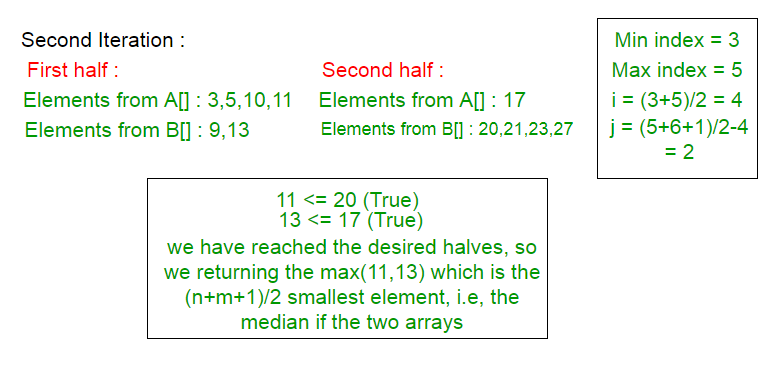 Second Iteration :
First half :
Second half :
Elements from A[] : 3,5,10,11
Elements from A[] : 17
Elements from B[] : 9,13
Elements from B[] : 20,21,23,27
Min index = 3
Max index = 5
i = (3+5)/2 = 4
j = (5+6+1)/2-4
= 2
11 <= 20 (True)
13 <= 17 (True)
we have reached the desired halves, so
we returning the max(11,13) which is the
(n+m+1)/2 smallest element, i.e, the
median if the two arrays